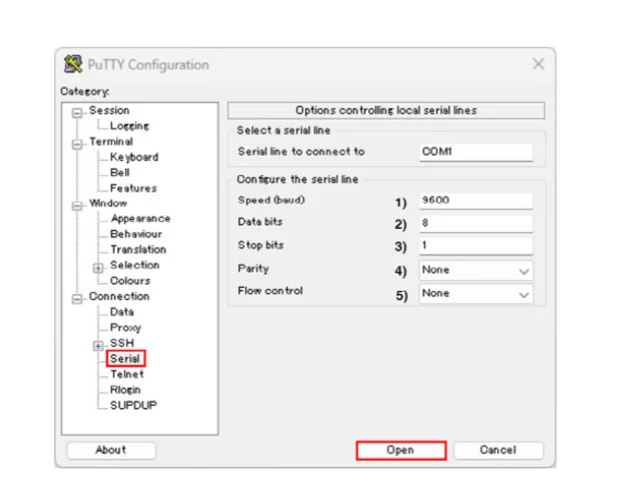 PuTTY Configuration
Category:
Session
Logging
Terminal
Keyboard
Bell
Features
Window
Appearance
Behaviour
Translation
Selection
Colours
Connection
Data
Proxy
SSH
Serial
Telnet
Rlogin
SUPDUP
Options controlling local serial lines
Select a serial line
Serial line to connect to COM1
Configure the serial line
Speed (baud) 1) 9600
Data bits 2) 8
Stop bits 3) 1
Parity 4) None
Flow control 5) None
About Open Cancel